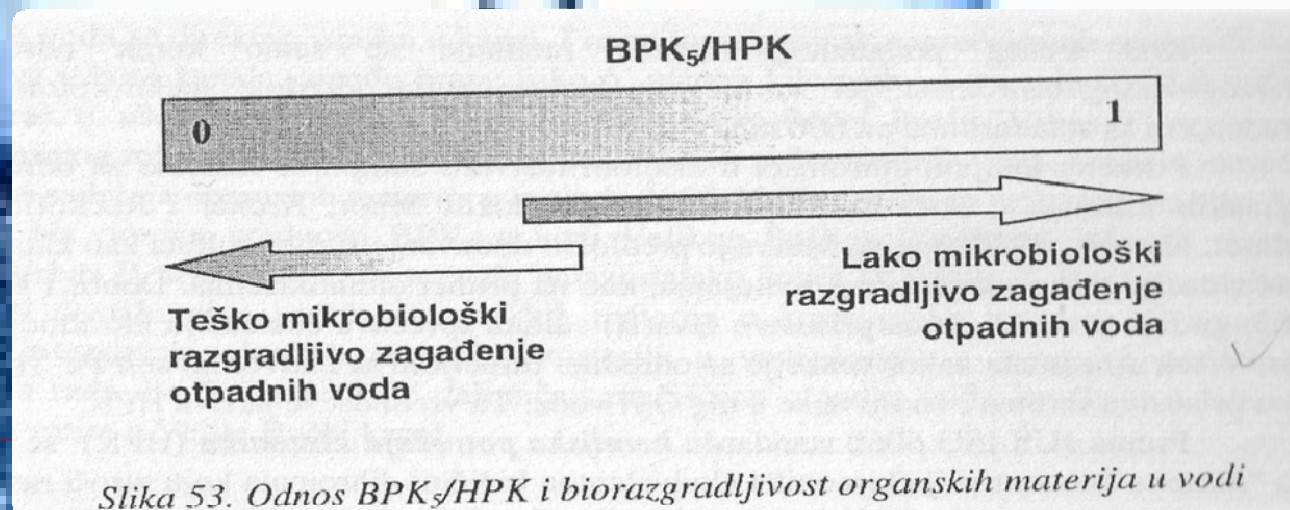 BPK₅/HPK
0
1
Teško mikrobiološki
razgradljivo zagađenje
otpadnih voda
Lako mikrobiološki
razgradljivo zagađenje
otpadnih voda
Slika 53. Odnos BPK₅/HPK i biorazgradljivost organskih materija u vodi